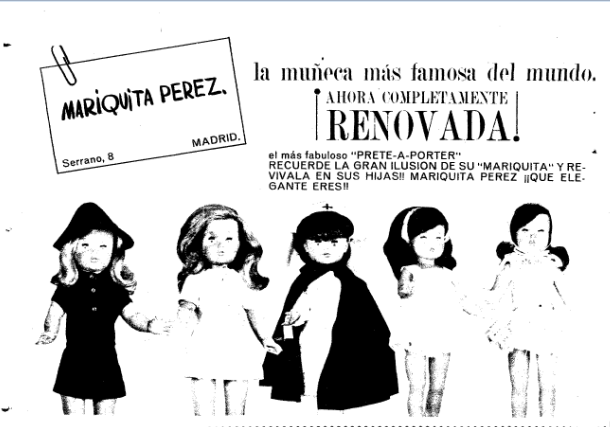 MARIQUITA PEREZ.
Serrano, 8
MADRID.
la muñeca más famosa del mundo.
¡AHORA COMPLETAMENTE
RENOVADA!
el más fabuloso "PRETE-A-PORTER"
RECUERDE LA GRAN ILUSION DE SU "MARIQUITA" Y RE-
VIVALA EN SUS HIJAS!! MARIQUITA PEREZ ¡¡QUE ELE-
GANTE ERES!!